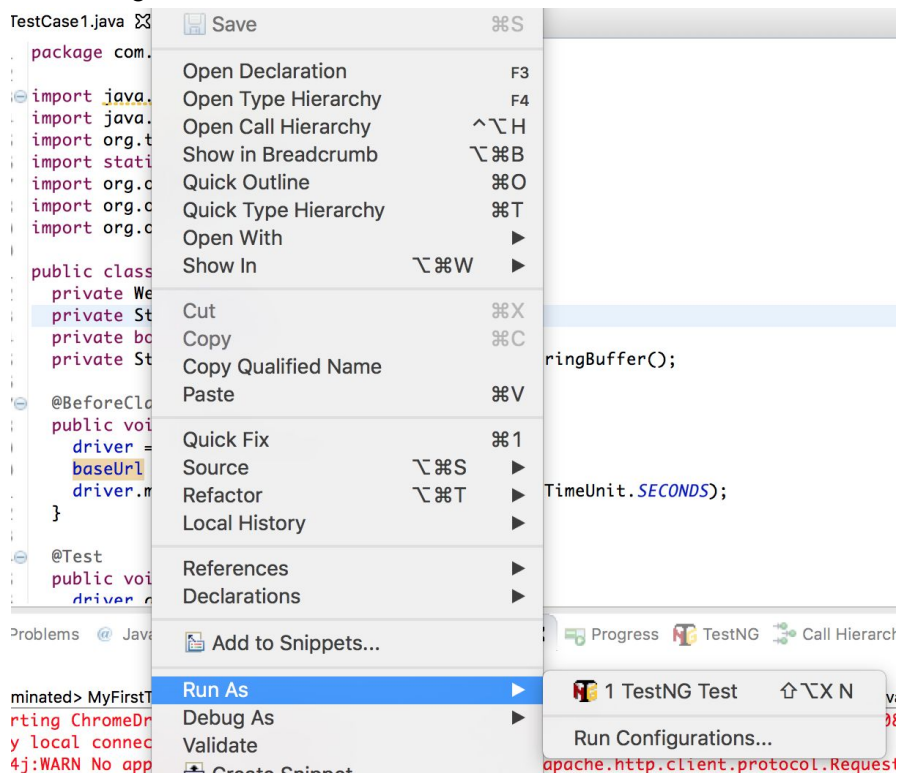 TestCase1.java
package com.
import java.
import java.
import org.t
import stati
import org.o
import org.o
import org.o
public class
private We
private St
private bo
private St
ringBuffer();
@BeforeCla
public voi
driver =
baseUrl
driver.m
TimeUnit.SECONDS);
}
@Test
public voi
driver.g
Save ⌘S
Open Declaration F3
Open Type Hierarchy F4
Open Call Hierarchy ^⌥H
Show in Breadcrumb ⌥⌘B
Quick Outline ⌘O
Quick Type Hierarchy ⌘T
Open With ▶
Show In ⌥⌘W ▶
Cut ⌘X
Copy ⌘C
Copy Qualified Name
Paste ⌘V
Quick Fix ⌘1
Source ⌥⌘S ▶
Refactor ⌥⌘T ▶
Local History ▶
References ▶
Declarations ▶
Add to Snippets...
Run As ▶
Debug As ▶
Validate
Create Snippet
1 TestNG Test ⇧⌥X N
Run Configurations...
Problems @ Java
Progress TestNG Call Hierarch
minated> MyFirstT
rting ChromeDr
y local connec
4j:WARN No app
apache.http.client.protocol.Request